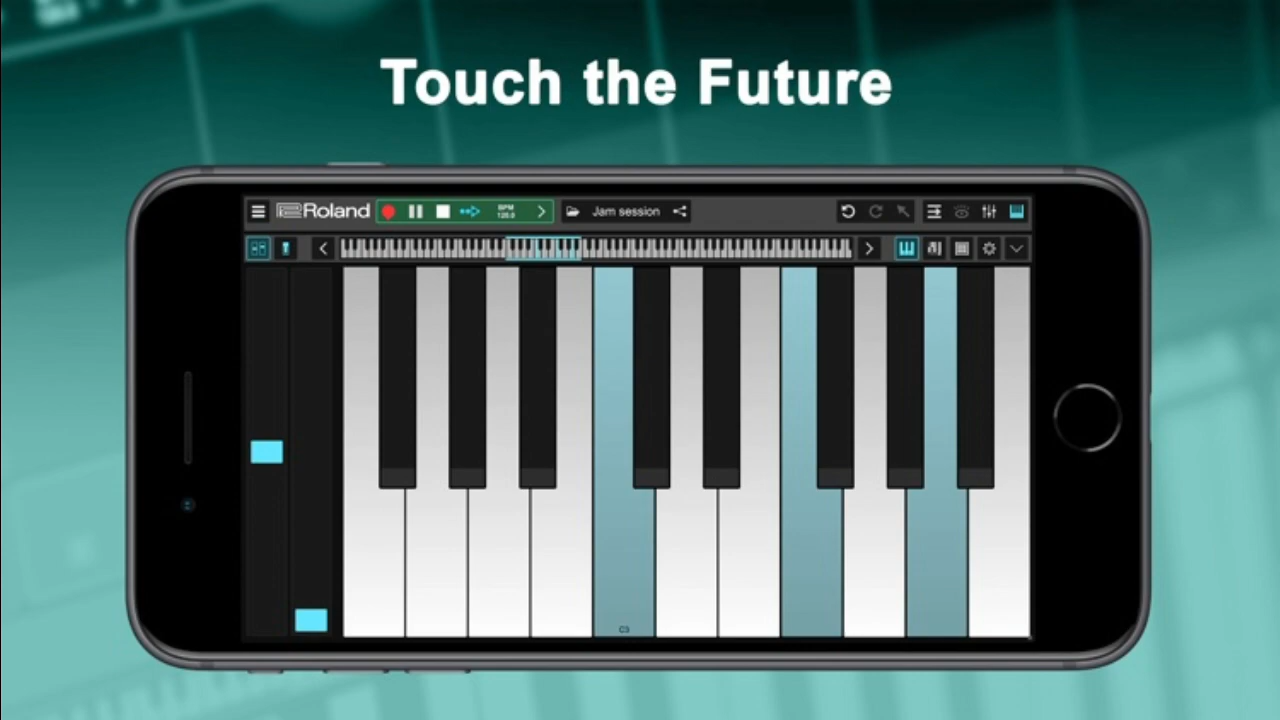 Touch the Future
Roland
BPM
120.0
Jam session
C3